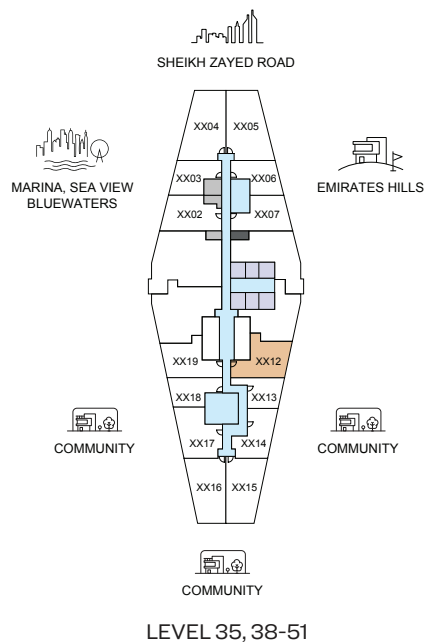 SHEIKH ZAYED ROAD
XX04 XX05
MARINA, SEA VIEW
BLUEWATERS
XX03 XX06
EMIRATES HILLS
XX02 XX07
XX19 XX12
XX18 XX13
COMMUNITY
XX17 XX14
COMMUNITY
XX16 XX15
COMMUNITY
LEVEL 35, 38-51